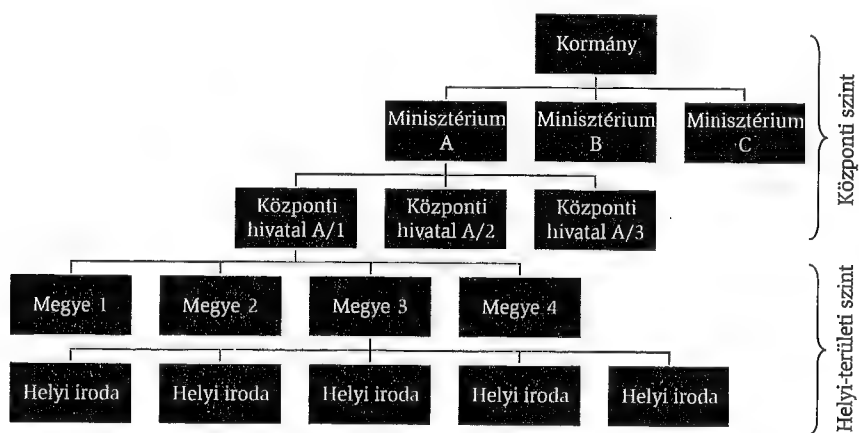 Kormány
Minisztérium
A
Minisztérium
B
Minisztérium
C
Központi
hivatal A/1
Központi
hivatal A/2
Központi
hivatal A/3
Központi szint
Megye 1
Megye 2
Megye 3
Megye 4
Helyi iroda
Helyi iroda
Helyi iroda
Helyi iroda
Helyi iroda
Helyi-területi szint